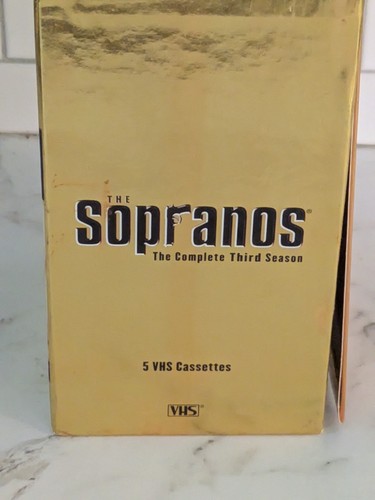 THE
Sopranos®
The Complete Third Season
5 VHS Cassettes
VHS®